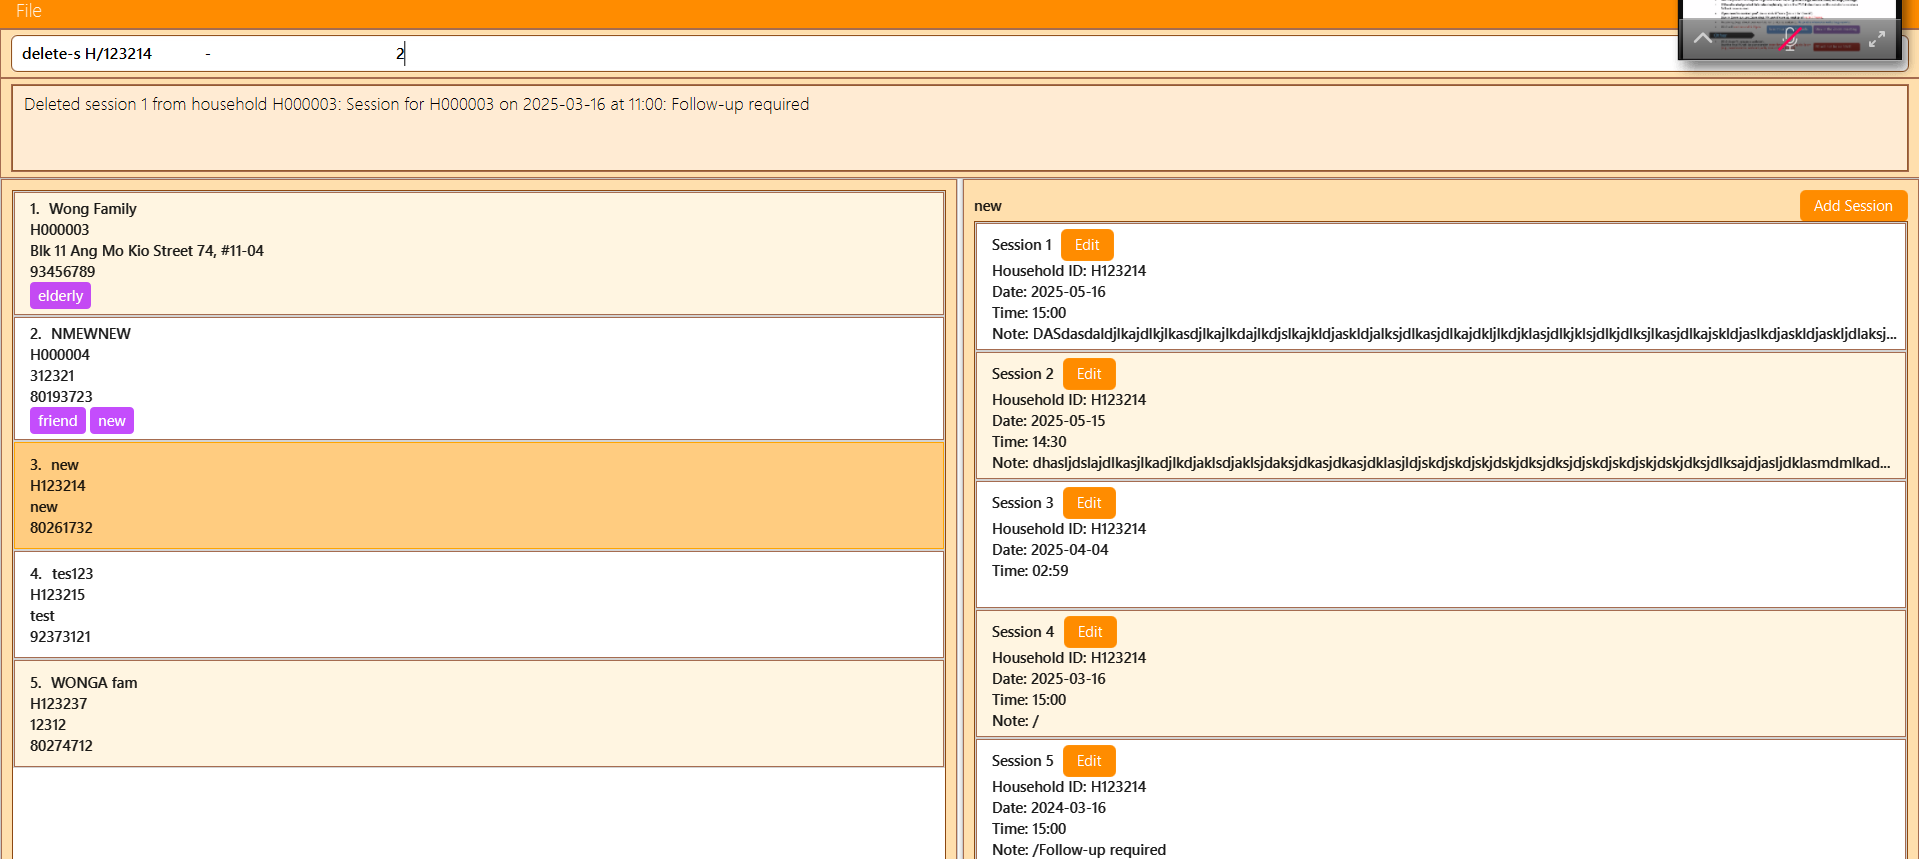 File
delete-s H/123214 - 2
Deleted session 1 from household H000003: Session for H000003 on 2025-03-16 at 11:00: Follow-up required
1. Wong Family
H000003
Blk 11 Ang Mo Kio Street 74, #11-04
93456789
elderly
2. NMEWNEW
H000004
312321
80193723
friend new
3. new
H123214
new
80261732
4. tes123
H123215
test
92373121
5. WONGA fam
H123237
12312
80274712
new Add Session
Session 1 Edit
Household ID: H123214
Date: 2025-05-16
Time: 15:00
Note:
Session 2 Edit
Household ID: H123214
Date: 2025-05-15
Time: 14:30
Note:
Session 3 Edit
Household ID: H123214
Date: 2025-04-04
Time: 02:59
Session 4 Edit
Household ID: H123214
Date: 2025-03-16
Time: 15:00
Note: /
Session 5 Edit
Household ID: H123214
Date: 2024-03-16
Time: 15:00
Note: /Follow-up required